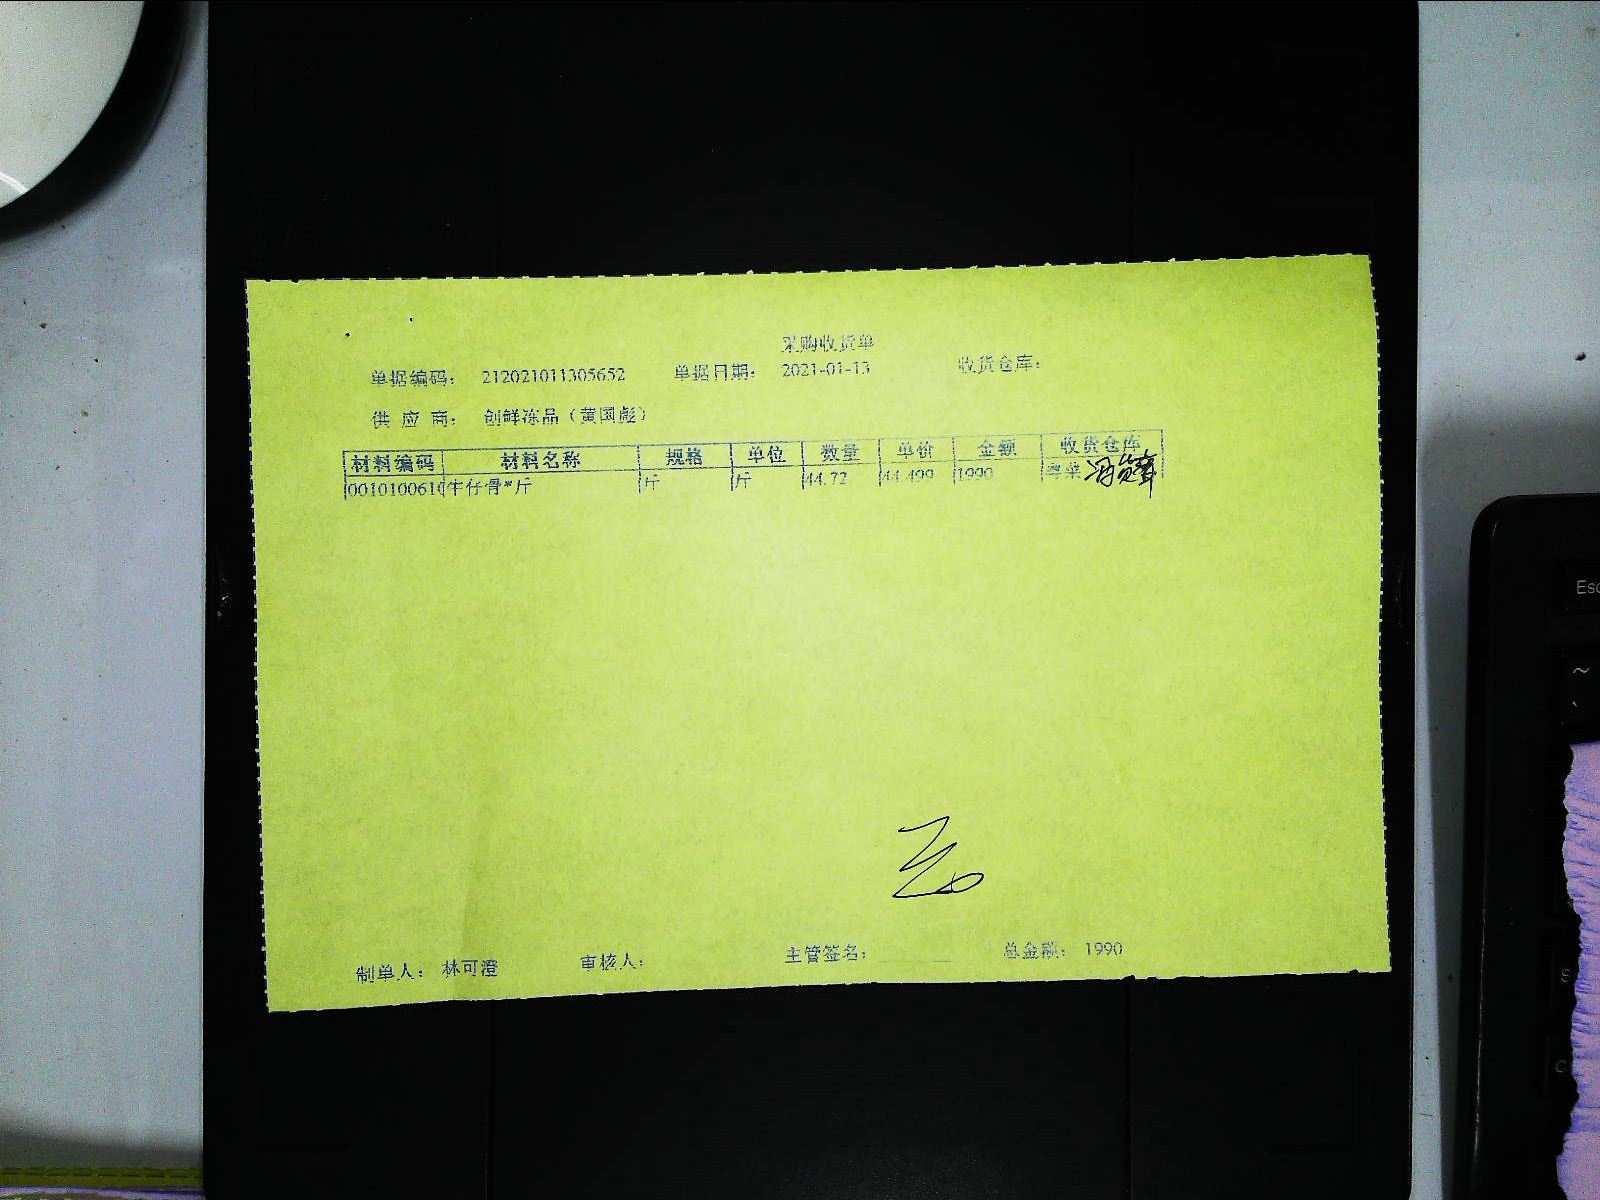 采购收货单
单据编码： 212021011305652 单据日期： 2021-01-13 收货仓库：
供 应 商： 创鲜冻品（黄国彪）
材料编码 材料名称 规格 单位 数量 单价 金额 收货仓库
0010100610 牛仔骨*斤 斤 斤 44.72 44.499 1990 粤菜
制单人： 林可澄 审核人： 主管签名： 总金额： 1990
Esc
~